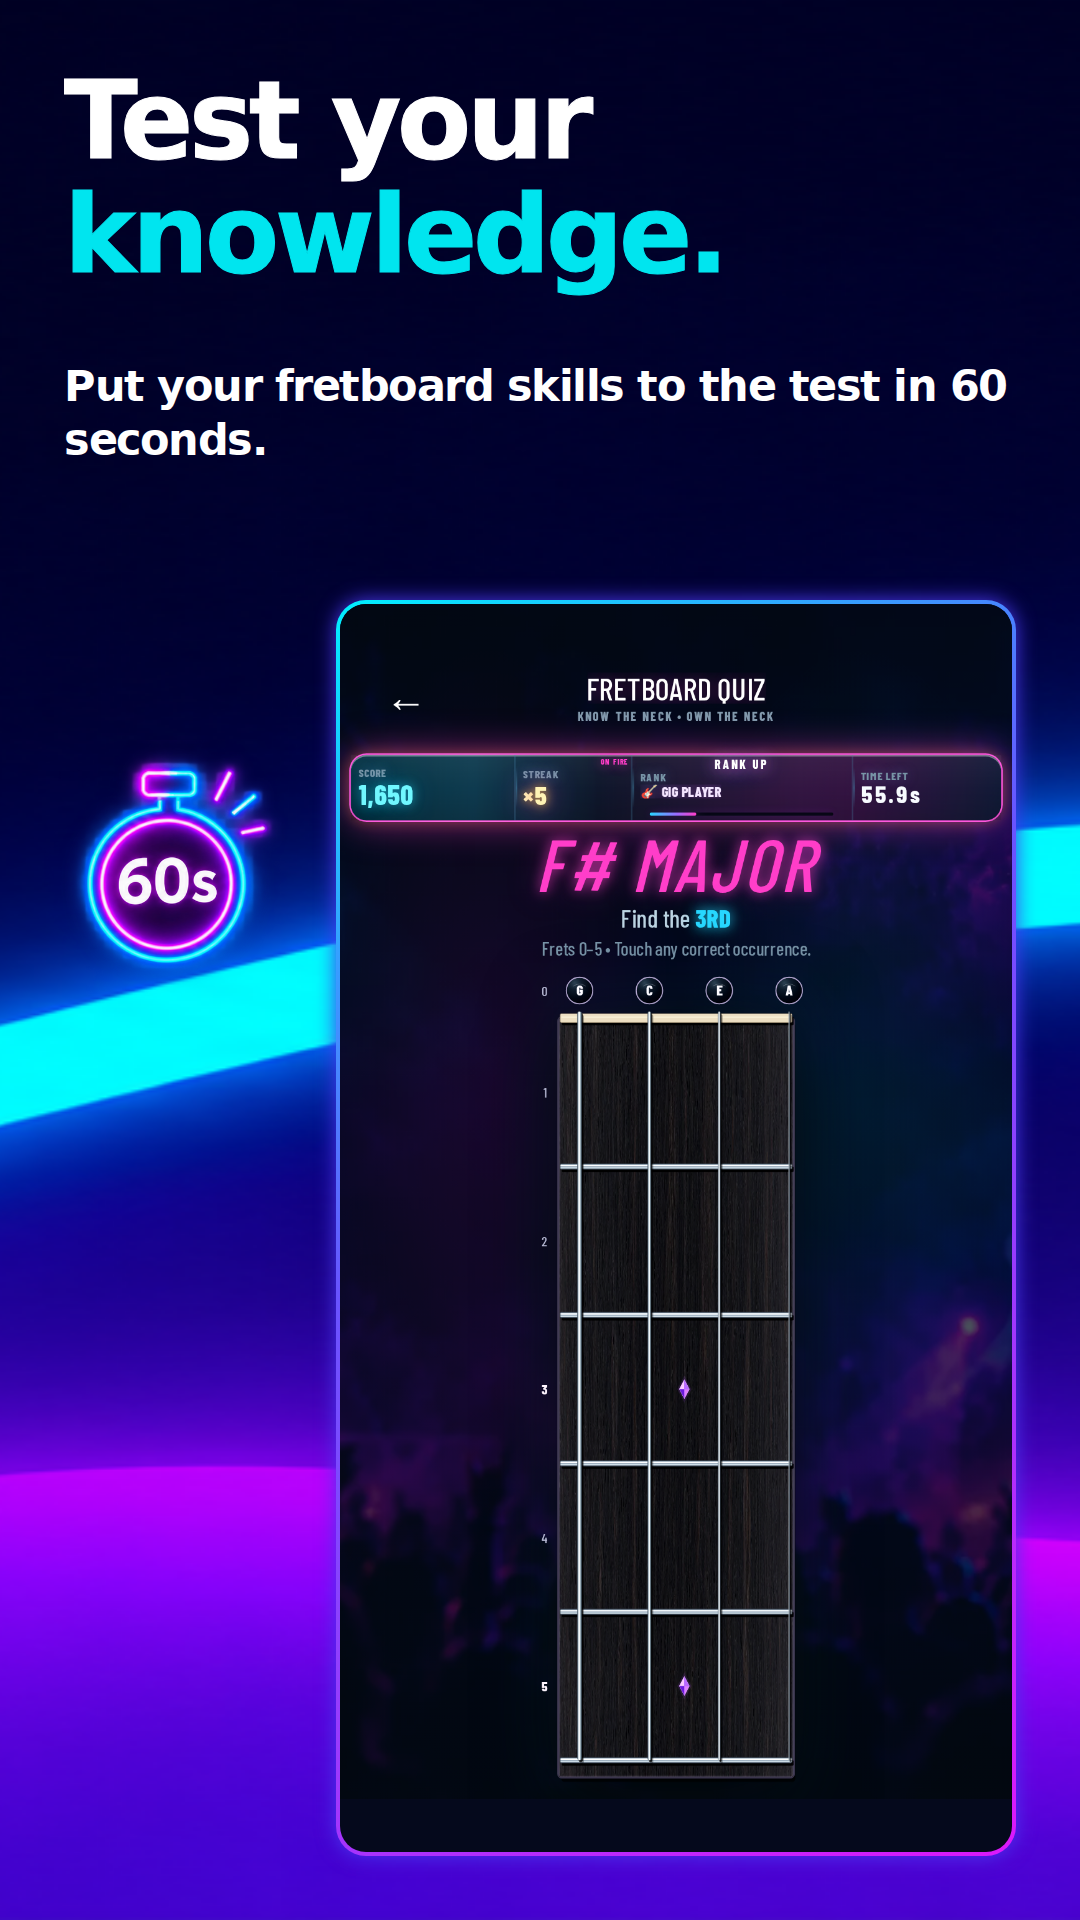 Test your
knowledge.
Put your fretboard skills to the test in 60
seconds.
←
FRETBOARD QUIZ
KNOW THE NECK • OWN THE NECK
SCORE
1,650
STREAK
ON FIRE
×5
RANK UP
RANK
GIG PLAYER
TIME LEFT
55.9s
60s
F# MAJOR
Find the 3RD
Frets 0–5 • Touch any correct occurrence.
0 G C E A
1
2
3
4
5